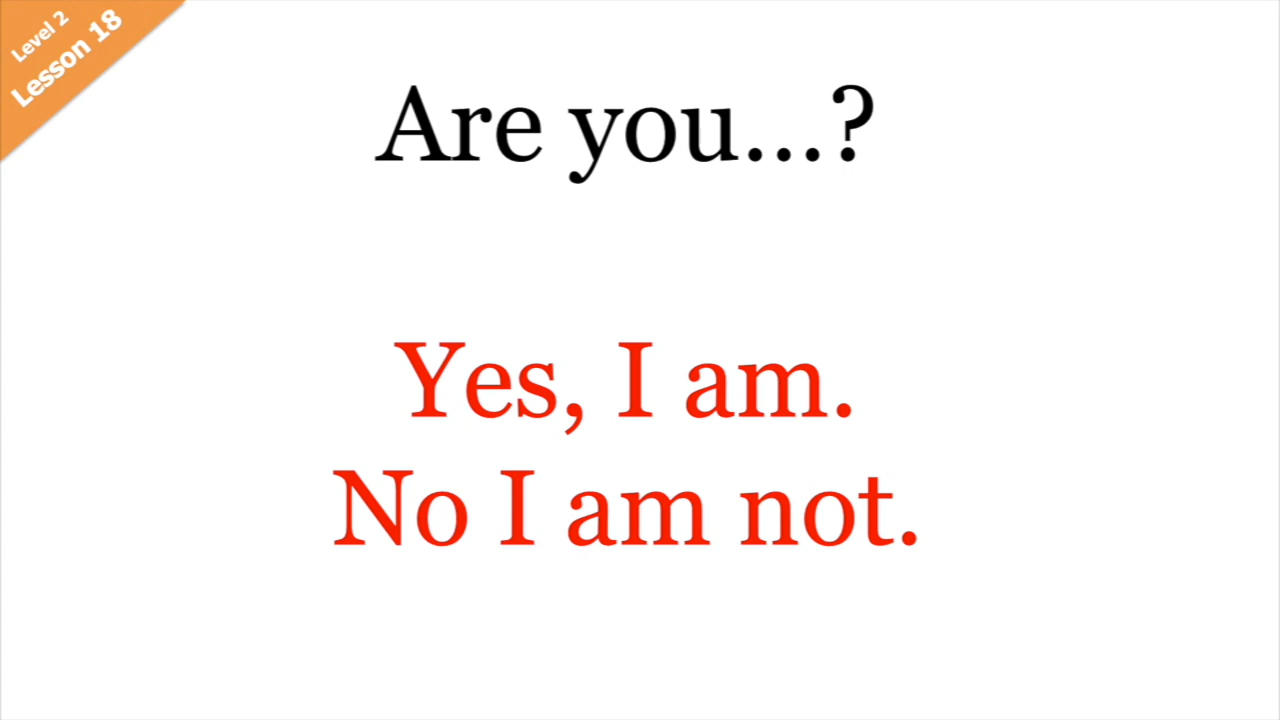 Level 2
Lesson 18
Are you...?
Yes, I am.
No I am not.